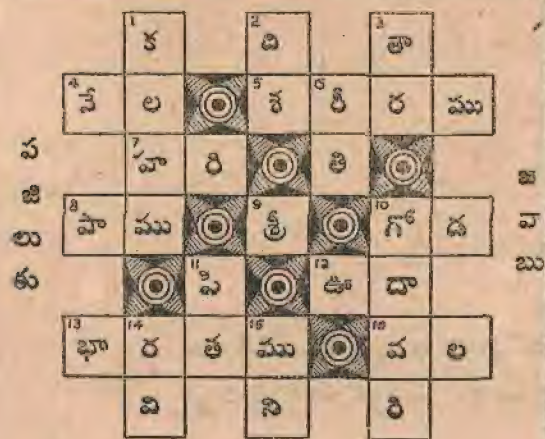 1 క 2 ది 3 తా
4 చే ల 5 శ 6 రీ ర ము
7 హ రి తి
8 పా ము 9 శ్రీ 10 గో డ
11 పి 12 ఊ దా
13 భా 14 ర త 15 ము 16 వ ల
వి ని రి
ప
జి
లు
కు
జ
వా
బు